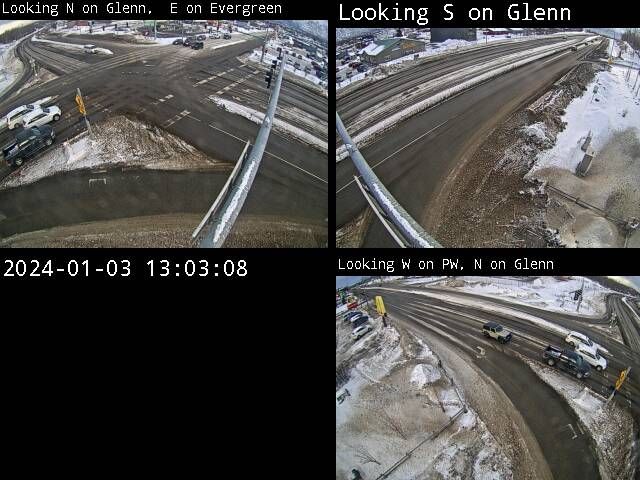 Looking N on Glenn,  E on Evergreen
Looking S on Glenn
2024-01-03 13:03:08
Looking W on PW, N on Glenn